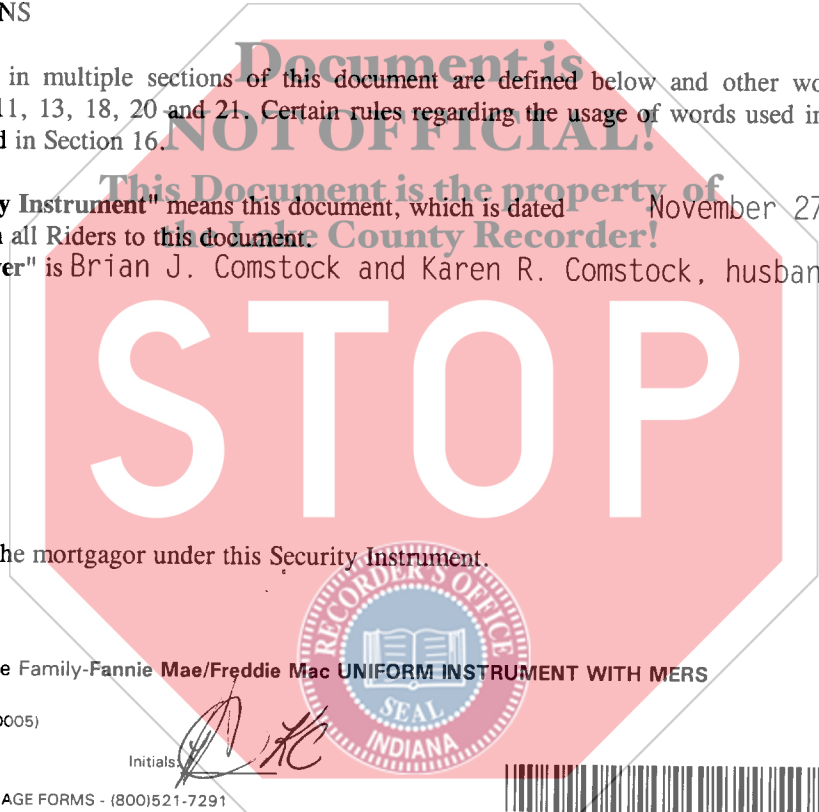 NS
Document is
in multiple sections of this document are defined below and other wo
11, 13, 18, 20 and 21. Certain rules regarding the usage of words used in
NOT OFFICIAL!
d in Section 16.
This Document is the property of
y Instrument" means this document, which is dated November 27
all Riders to this document.
the Lake County Recorder!
er" is Brian J. Comstock and Karen R. Comstock, husban
STOP
he mortgagor under this Security Instrument.
RECORDER'S OFFICE
SEAL
INDIANA
e Family-Fannie Mae/Freddie Mac UNIFORM INSTRUMENT WITH MERS
0005)
Initials: KC
AGE FORMS - (800)521-7291